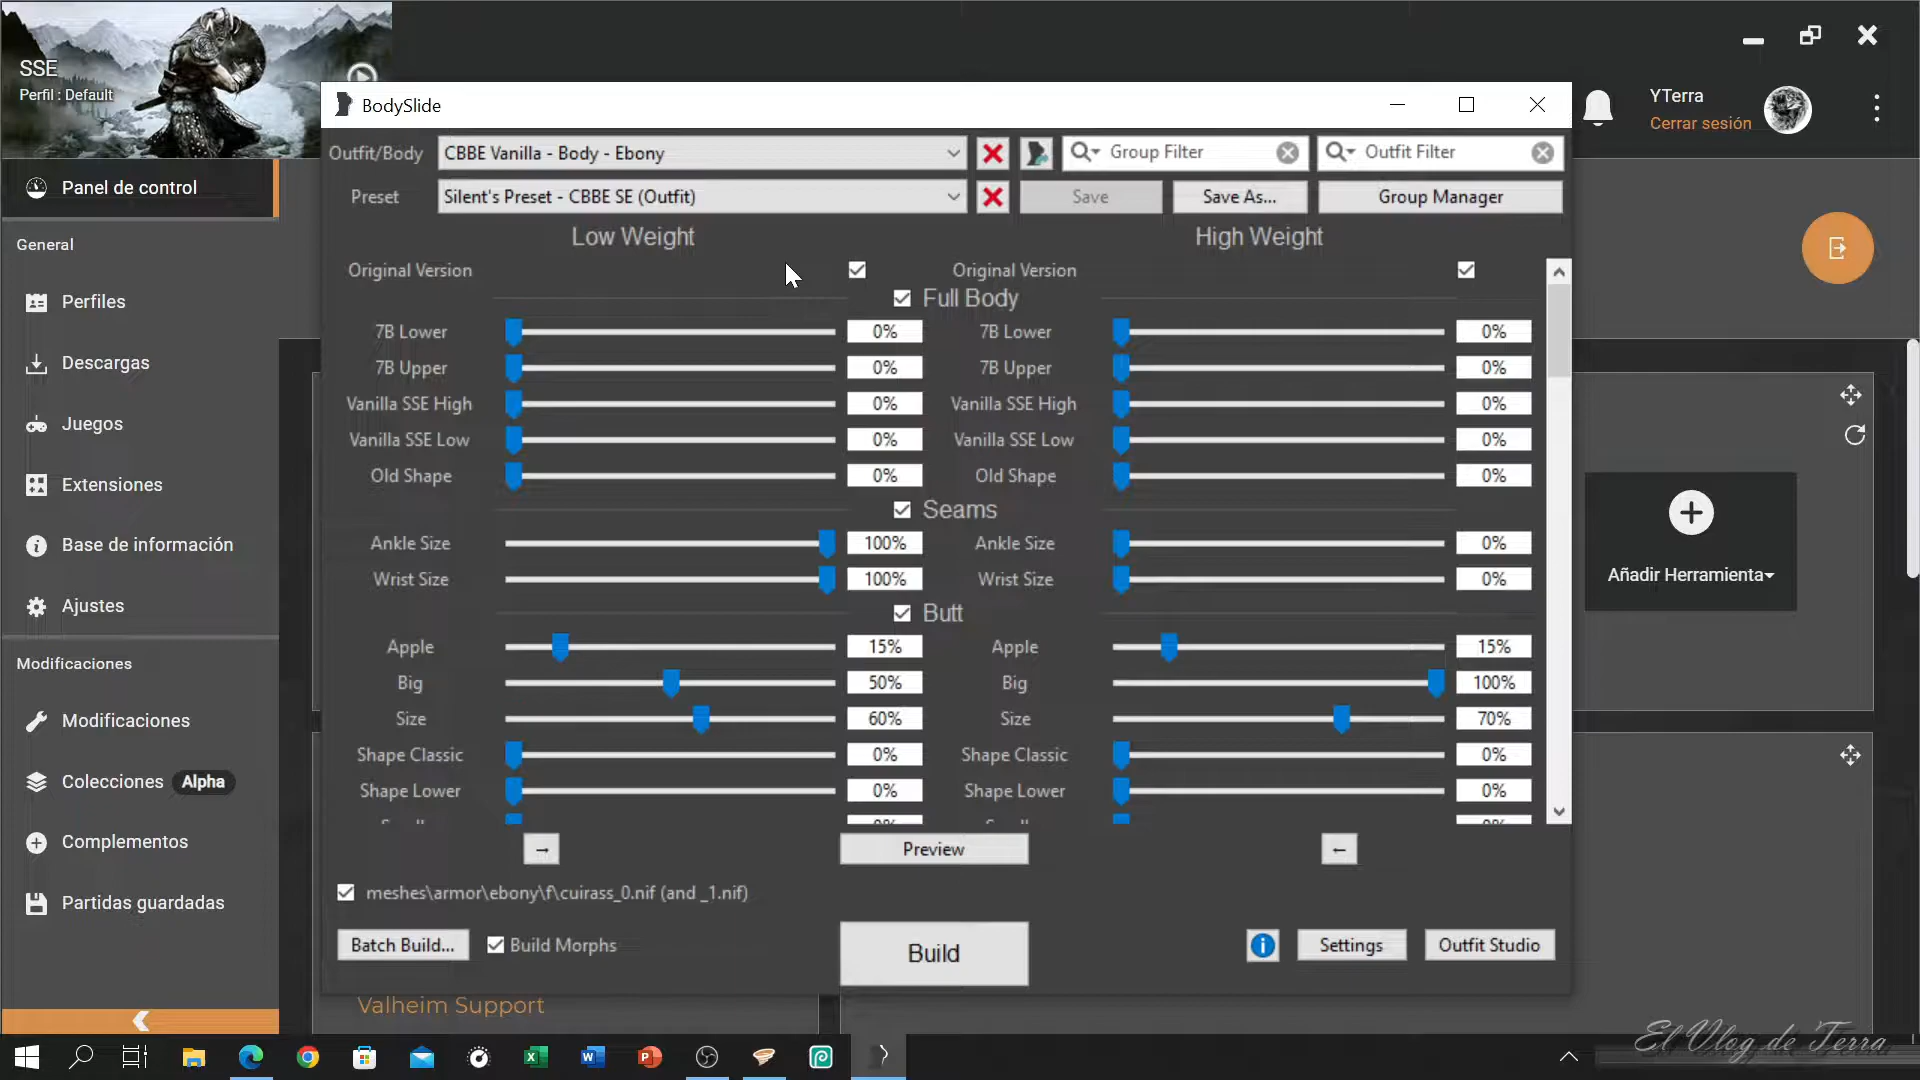 SSE
Perfil : Default
YTerra
Cerrar sesión
Panel de control
General
Perfiles
Descargas
Juegos
Extensiones
Base de información
Ajustes
Modificaciones
Modificaciones
Colecciones Alpha
Complementos
Partidas guardadas
BodySlide
Outfit/Body CBBE Vanilla - Body - Ebony Group Filter Outfit Filter
Preset Silent's Preset - CBBE SE (Outfit) Save Save As... Group Manager
Low Weight High Weight
Original Version Original Version
Full Body
7B Lower 0% 7B Lower 0%
7B Upper 0% 7B Upper 0%
Vanilla SSE High 0% Vanilla SSE High 0%
Vanilla SSE Low 0% Vanilla SSE Low 0%
Old Shape 0% Old Shape 0%
Seams
Ankle Size 100% Ankle Size 0%
Wrist Size 100% Wrist Size 0%
Butt
Apple 15% Apple 15%
Big 50% Big 100%
Size 60% Size 70%
Shape Classic 0% Shape Classic 0%
Shape Lower 0% Shape Lower 0%
→ Preview ←
meshes\armor\ebony\f\cuirass_0.nif (and _1.nif)
Batch Build... Build Morphs Build Settings Outfit Studio
Añadir Herramienta
Valheim Support
El Vlog de Terra